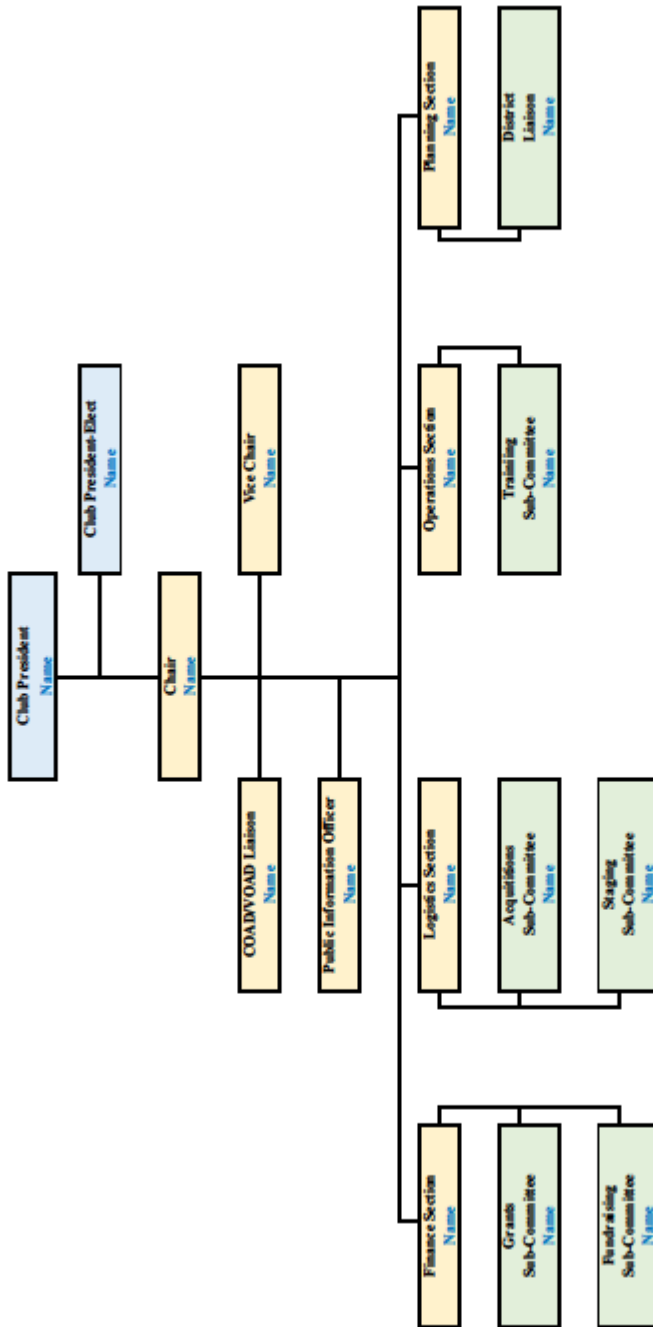 Club President
Name
Club President-Elect
Name
Chair
Name
COAD/VOAD Liaison
Name
Vice Chair
Name
Public Information Officer
Name
Finance Section
Name
Logistics Section
Name
Operations Section
Name
Planning Section
Name
Grants
Sub-Committee
Name
Acquititions
Sub-Committee
Name
Trainiing
Sub-Committee
Name
District
Liaison
Name
Fundraising
Sub-Committee
Name
Staging
Sub-Committee
Name